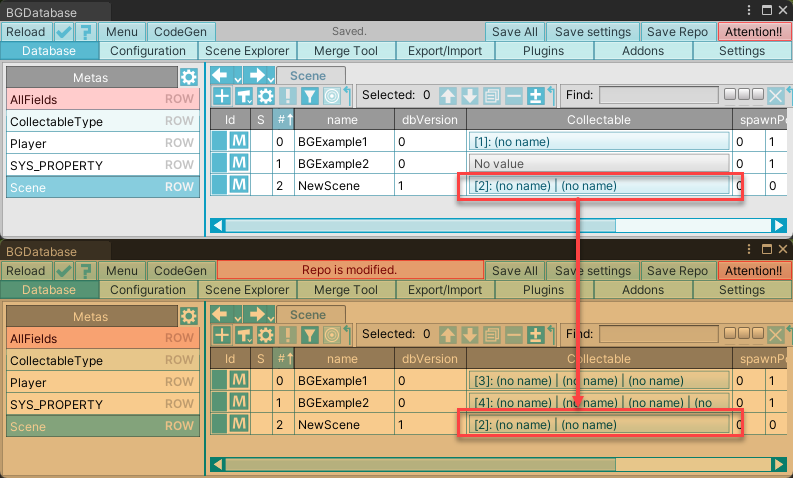 BGDatabase
Reload Menu CodeGen Saved. Save All Save settings Save Repo Attention!!
Database Configuration Scene Explorer Merge Tool Export/Import Plugins Addons Settings
Metas
AllFields ROW
CollectableType ROW
Player ROW
SYS_PROPERTY ROW
Scene ROW
Scene
Selected: 0 Find:
Id S # name dbVersion Collectable spawnPo
M 0 BGExample1 0 [1]: (no name) 0 1
M 1 BGExample2 0 No value 0 1
M 2 NewScene 1 [2]: (no name) | (no name) 0 0
BGDatabase
Reload Menu CodeGen Repo is modified. Save All Save settings Save Repo Attention!!
Database Configuration Scene Explorer Merge Tool Export/Import Plugins Addons Settings
Metas
AllFields ROW
CollectableType ROW
Player ROW
SYS_PROPERTY ROW
Scene ROW
Scene
Selected: 0 Find:
Id S # name dbVersion Collectable spawnPo
M 0 BGExample1 0 [3]: (no name) | (no name) | (no name) 0 1
M 1 BGExample2 0 [4]: (no name) | (no name) | (no name) | (no 0 1
M 2 NewScene 1 [2]: (no name) | (no name) 0 0